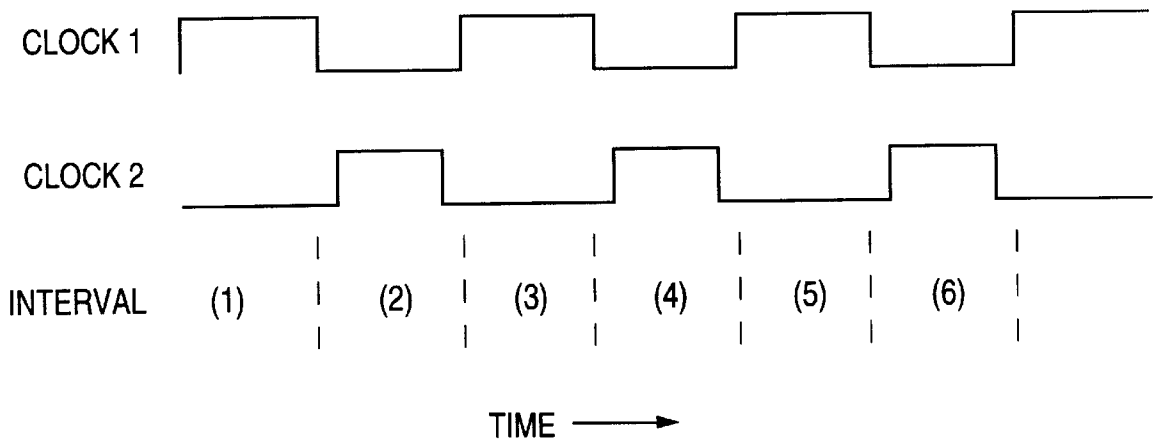 CLOCK 1
CLOCK 2
INTERVAL (1) (2) (3) (4) (5) (6)
TIME